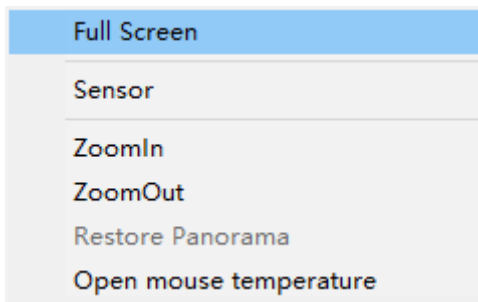 Full Screen
Sensor
ZoomIn
ZoomOut
Restore Panorama
Open mouse temperature